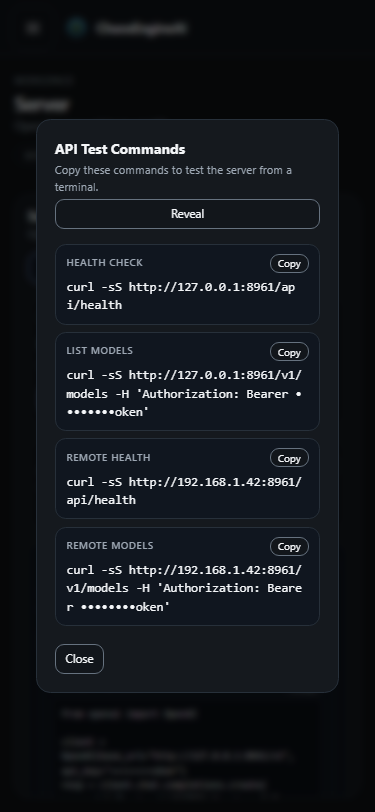 Server
API Test Commands
Copy these commands to test the server from a
terminal.
Reveal
HEALTH CHECK
Copy
curl -sS http://127.0.0.1:8961/ap
i/health
LIST MODELS
Copy
curl -sS http://127.0.0.1:8961/v1/
models -H 'Authorization: Bearer •
•••••••oken'
REMOTE HEALTH
Copy
curl -sS http://192.168.1.42:8961/
api/health
REMOTE MODELS
Copy
curl -sS http://192.168.1.42:8961/
v1/models -H 'Authorization: Beare
r ••••••••oken'
Close